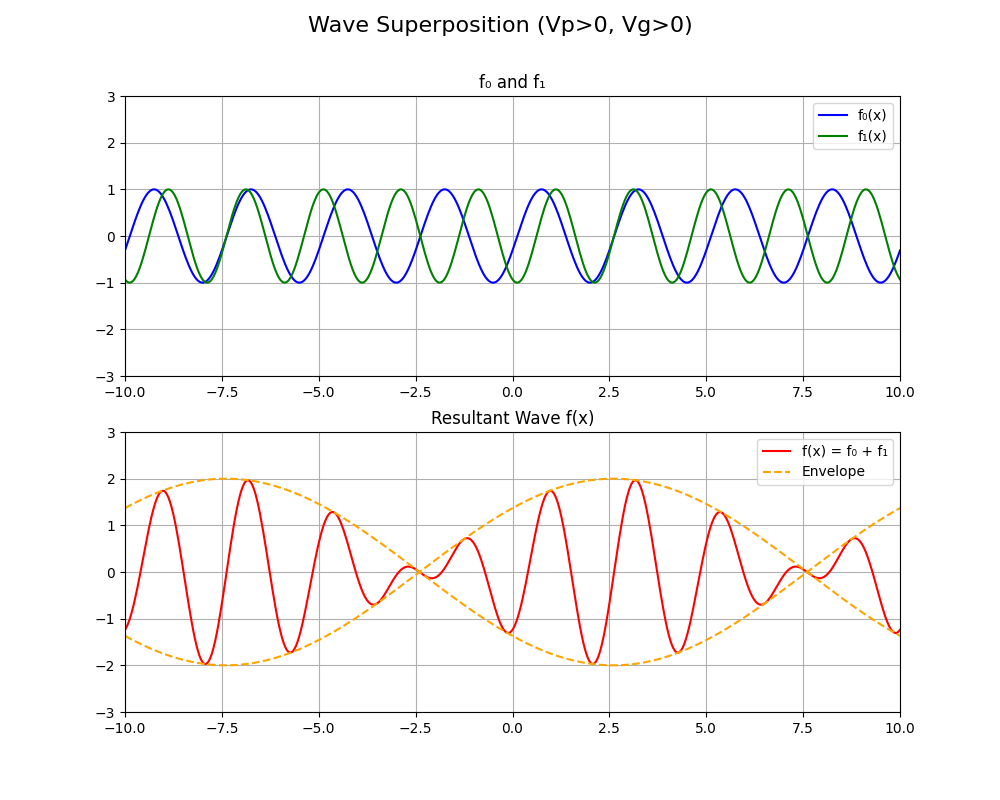 Wave Superposition (Vp>0, Vg>0)
f₀ and f₁
3
2
1
0
−1
−2
−3
f₀(x)
f₁(x)
−10.0 −7.5 −5.0 −2.5 0.0 2.5 5.0 7.5 10.0
Resultant Wave f(x)
3
2
1
0
−1
−2
−3
f(x) = f₀ + f₁
Envelope
−10.0 −7.5 −5.0 −2.5 0.0 2.5 5.0 7.5 10.0